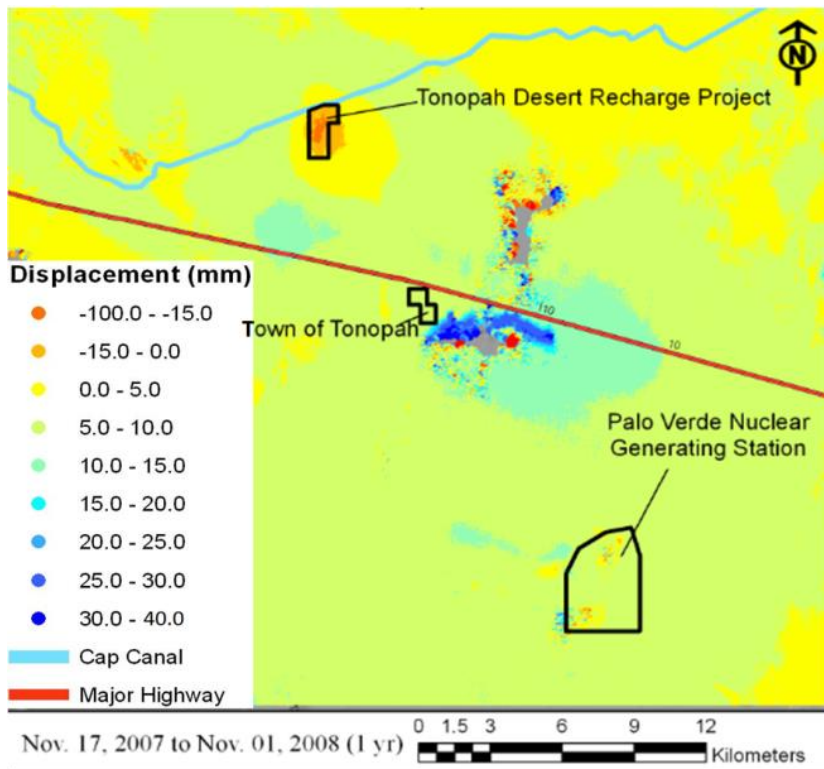 N
Tonopah Desert Recharge Project
Displacement (mm)
-100.0 - -15.0
-15.0 - 0.0
0.0 - 5.0
5.0 - 10.0
10.0 - 15.0
15.0 - 20.0
20.0 - 25.0
25.0 - 30.0
30.0 - 40.0
Cap Canal
Major Highway
Town of Tonopah
110
10
Palo Verde Nuclear
Generating Station
Nov. 17, 2007 to Nov. 01, 2008 (1 yr)
0 1.5 3 6 9 12
Kilometers